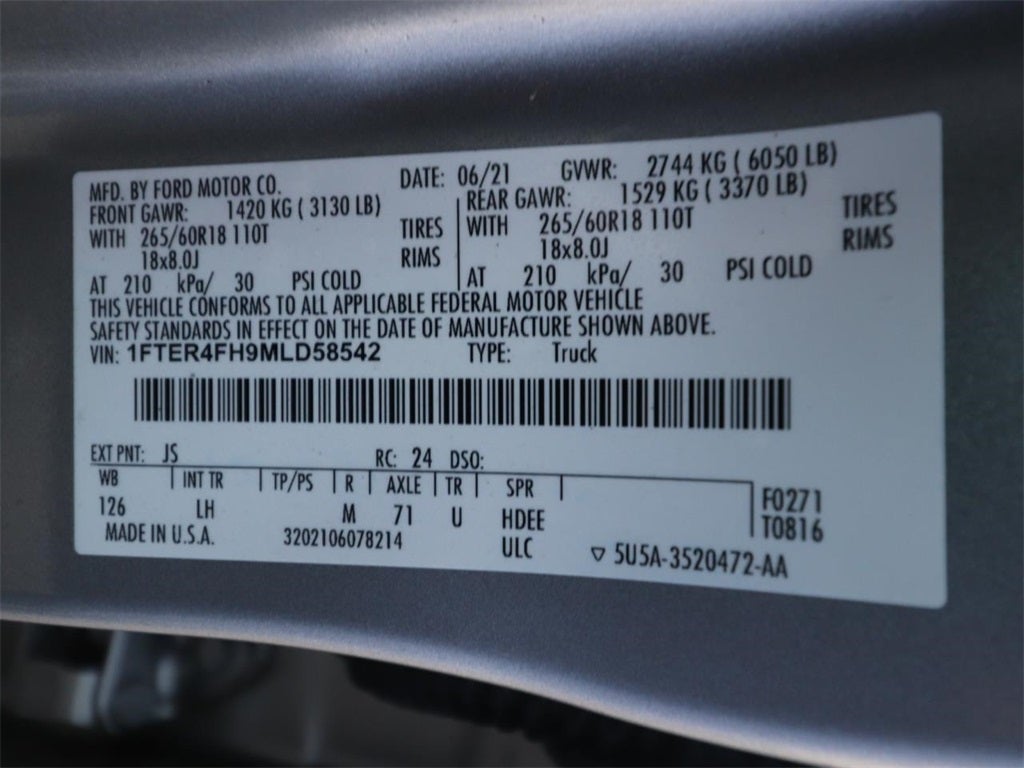 MFD. BY FORD MOTOR CO. DATE: 06/21 GVWR: 2744 KG ( 6050 LB)
FRONT GAWR: 1420 KG ( 3130 LB) REAR GAWR: 1529 KG ( 3370 LB)
WITH 265/60R18 110T TIRES WITH 265/60R18 110T TIRES
18x8.0J RIMS 18x8.0J RIMS
AT 210 kPa/ 30 PSI COLD AT 210 kPa/ 30 PSI COLD
THIS VEHICLE CONFORMS TO ALL APPLICABLE FEDERAL MOTOR VEHICLE
SAFETY STANDARDS IN EFFECT ON THE DATE OF MANUFACTURE SHOWN ABOVE.
VIN: 1FTER4FH9MLD58542 TYPE: Truck
EXT PNT: JS RC: 24 DSO:
WB INT TR TP/PS R AXLE TR SPR F0271
126 LH M 71 U HDEE T0816
MADE IN U.S.A. 3202106078214 ULC ▽ 5U5A-3520472-AA